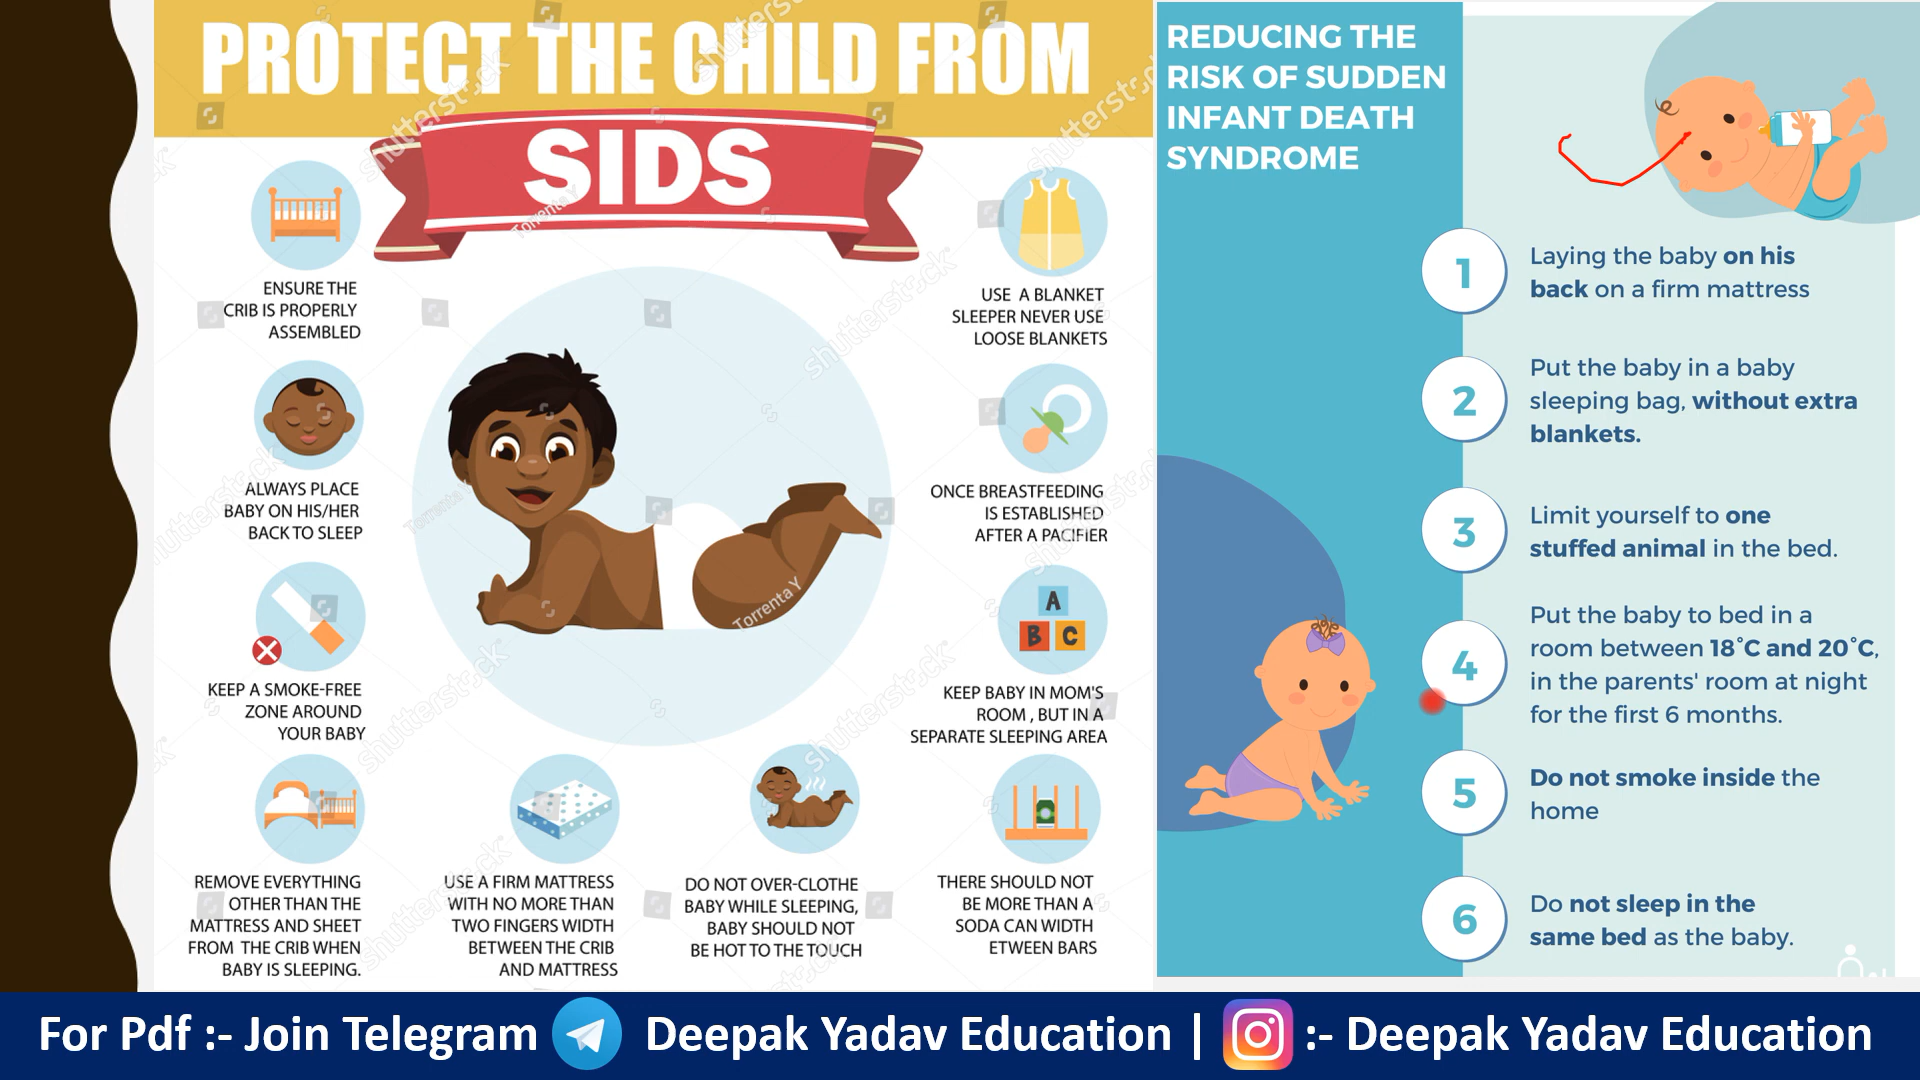 PROTECT THE CHILD FROM
SIDS
ENSURE THE
CRIB IS PROPERLY
ASSEMBLED
ALWAYS PLACE
BABY ON HIS/HER
BACK TO SLEEP
KEEP A SMOKE-FREE
ZONE AROUND
YOUR BABY
REMOVE EVERYTHING
OTHER THAN THE
MATTRESS AND SHEET
FROM THE CRIB WHEN
BABY IS SLEEPING.
USE A FIRM MATTRESS
WITH NO MORE THAN
TWO FINGERS WIDTH
BETWEEN THE CRIB
AND MATTRESS
DO NOT OVER-CLOTHE
BABY WHILE SLEEPING,
BABY SHOULD NOT
BE HOT TO THE TOUCH
USE A BLANKET
SLEEPER NEVER USE
LOOSE BLANKETS
ONCE BREASTFEEDING
IS ESTABLISHED
AFTER A PACIFIER
A
B C
KEEP BABY IN MOM'S
ROOM , BUT IN A
SEPARATE SLEEPING AREA
THERE SHOULD NOT
BE MORE THAN A
SODA CAN WIDTH
ETWEEN BARS
shutterstock
Torrenta Y
Torrenta Y
REDUCING THE
RISK OF SUDDEN
INFANT DEATH
SYNDROME
1
Laying the baby on his
back on a firm mattress
2
Put the baby in a baby
sleeping bag, without extra
blankets.
3
Limit yourself to one
stuffed animal in the bed.
4
Put the baby to bed in a
room between 18°C and 20°C,
in the parents' room at night
for the first 6 months.
5
Do not smoke inside the
home
6
Do not sleep in the
same bed as the baby.
For Pdf :- Join Telegram Deepak Yadav Education | :- Deepak Yadav Education